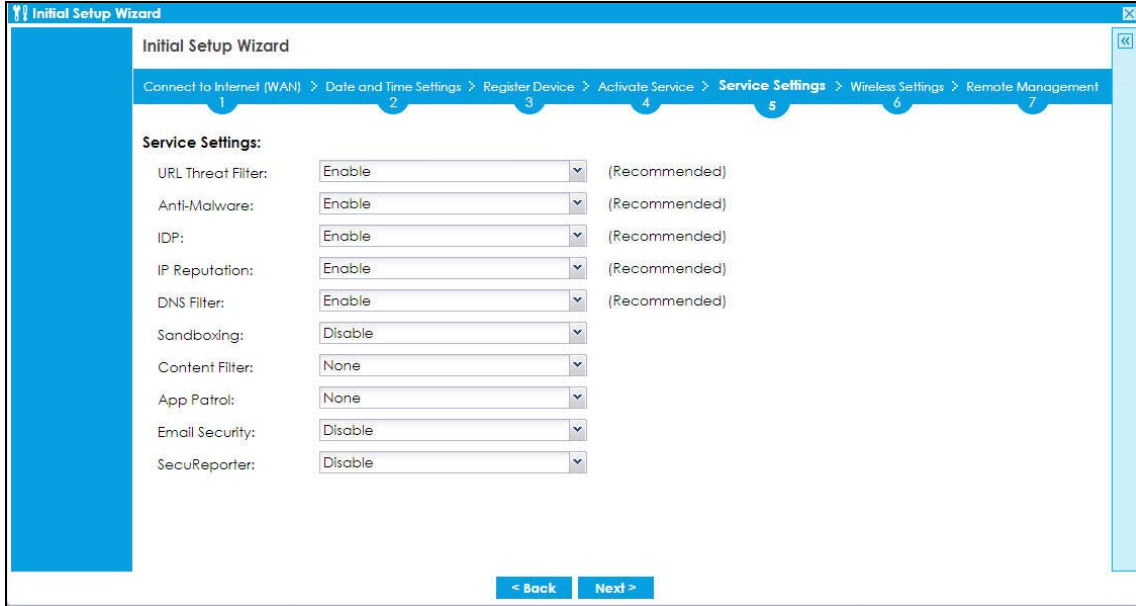 Initial Setup Wizard
Initial Setup Wizard
Connect to Internet (WAN) > Date and Time Settings > Register Device > Activate Service > Service Settings > Wireless Settings > Remote Management
1 2 3 4 5 6 7
Service Settings:
URL Threat Filter: Enable (Recommended)
Anti-Malware: Enable (Recommended)
IDP: Enable (Recommended)
IP Reputation: Enable (Recommended)
DNS Filter: Enable (Recommended)
Sandboxing: Disable
Content Filter: None
App Patrol: None
Email Security: Disable
SecuReporter: Disable
< Back Next >